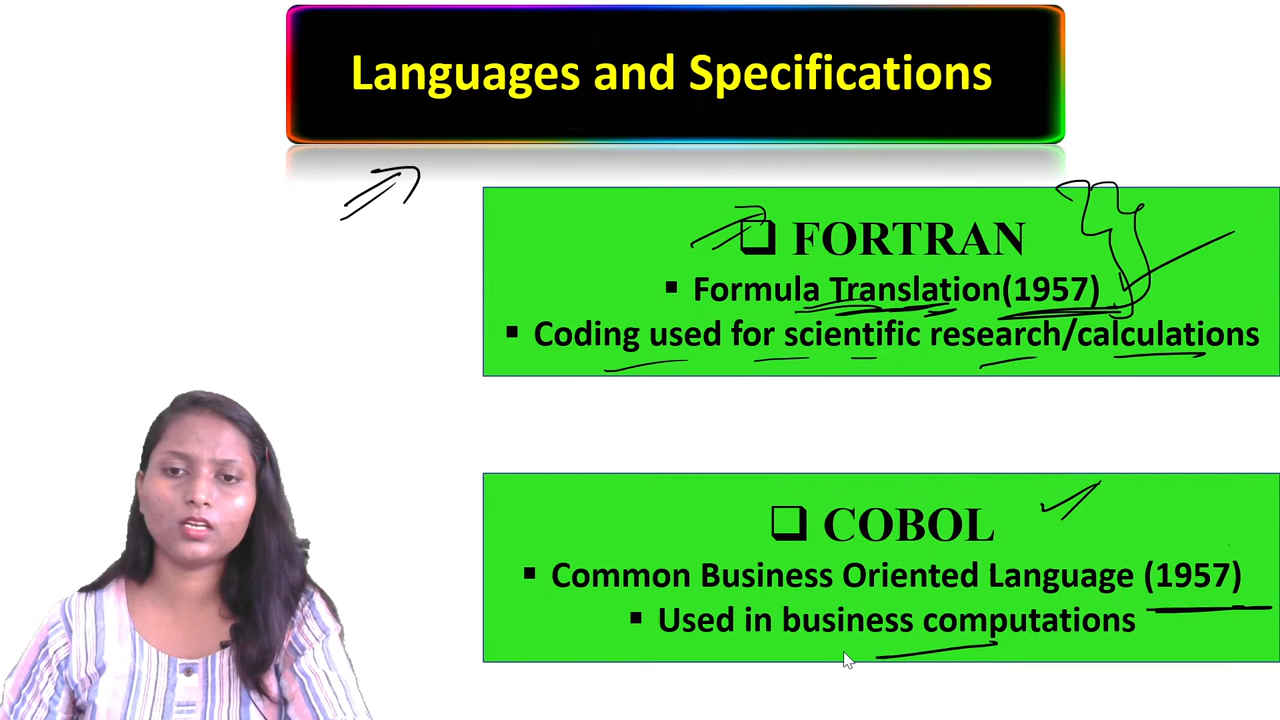 Languages and Specifications
❑ FORTRAN
▪ Formula Translation(1957)
▪ Coding used for scientific research/calculations
❑ COBOL
▪ Common Business Oriented Language (1957)
▪ Used in business computations